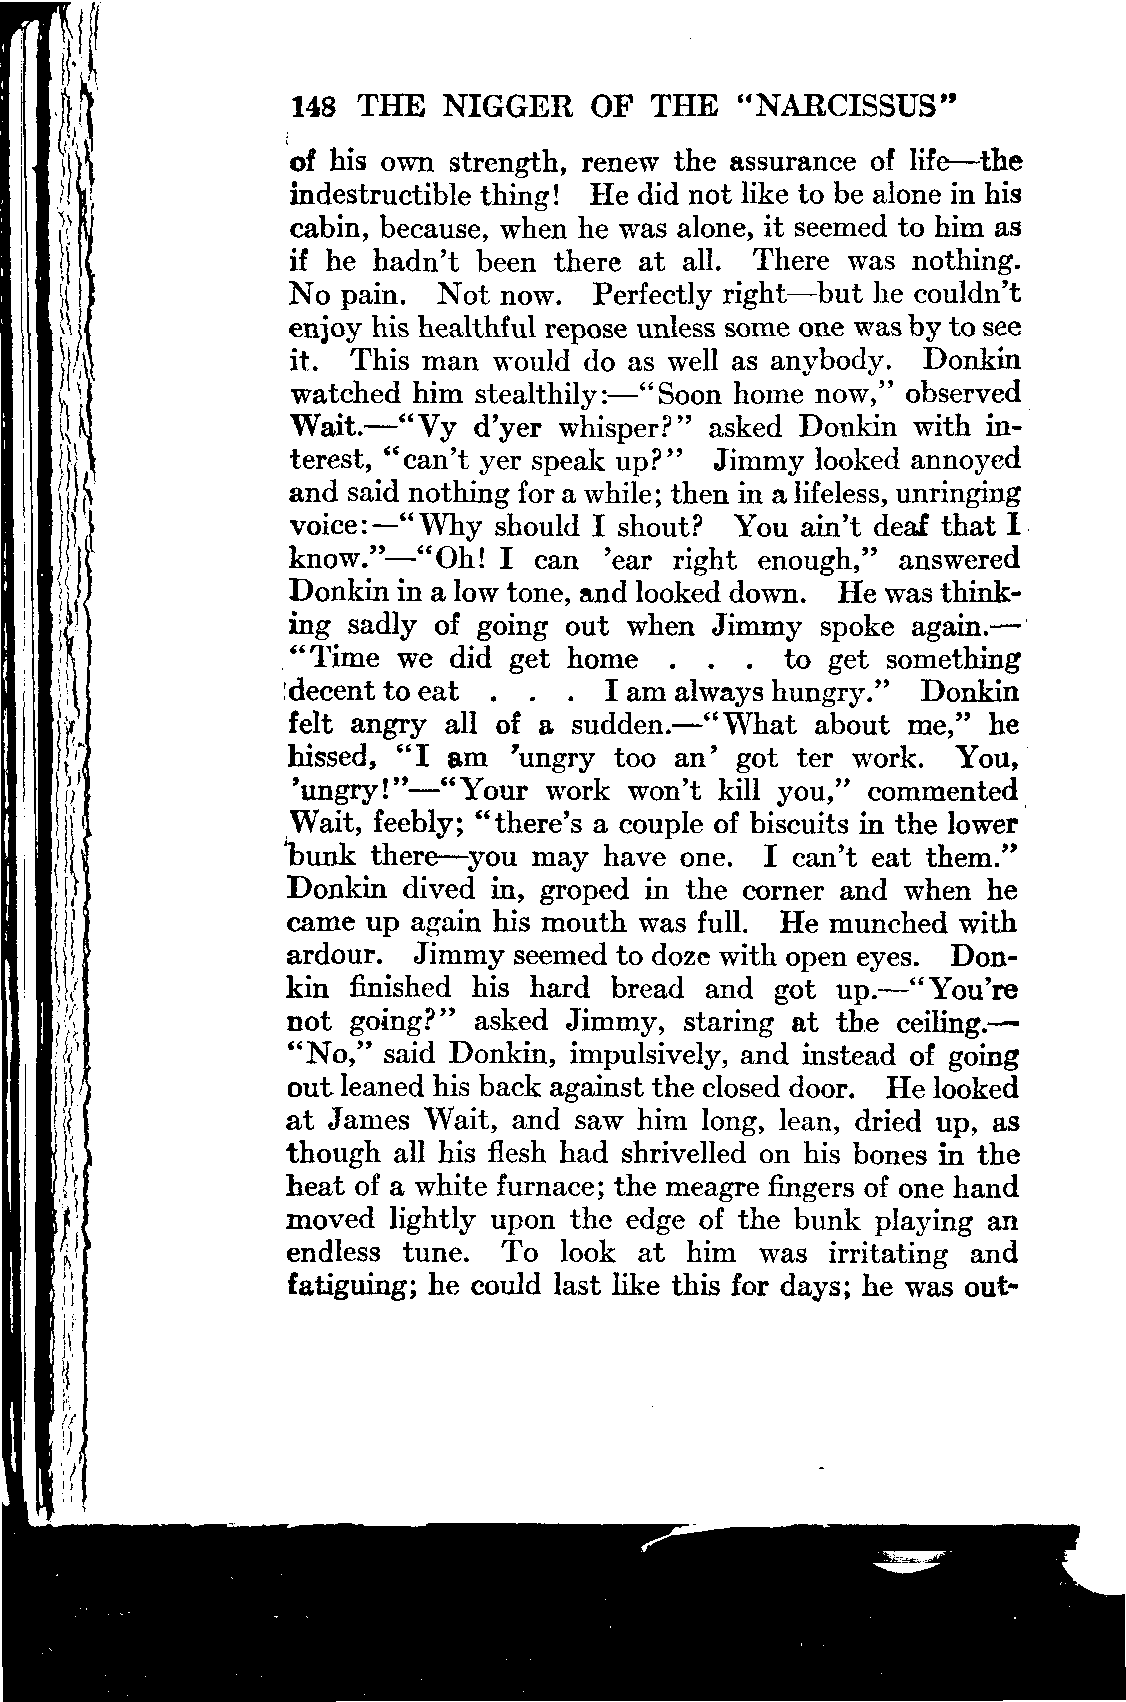 148 THE NIGGER OF THE "NARCISSUS"
of his own strength, renew the assurance of life—the
indestructible thing! He did not like to be alone in his
cabin, because, when he was alone, it seemed to him as
if he hadn't been there at all. There was nothing.
No pain. Not now. Perfectly right—but he couldn't
enjoy his healthful repose unless some one was by to see
it. This man would do as well as anybody. Donkin
watched him stealthily:—"Soon home now," observed
Wait.—"Vy d'yer whisper?" asked Donkin with in-
terest, "can't yer speak up?" Jimmy looked annoyed
and said nothing for a while; then in a lifeless, unringing
voice:—"Why should I shout? You ain't deaf that I
know."—"Oh! I can 'ear right enough," answered
Donkin in a low tone, and looked down. He was think-
ing sadly of going out when Jimmy spoke again.—
"Time we did get home . . . to get something
decent to eat . . . I am always hungry." Donkin
felt angry all of a sudden.—"What about me," he
hissed, "I am 'ungry too an' got ter work. You,
'ungry!"—"Your work won't kill you," commented
Wait, feebly; "there's a couple of biscuits in the lower
bunk there—you may have one. I can't eat them."
Donkin dived in, groped in the corner and when he
came up again his mouth was full. He munched with
ardour. Jimmy seemed to doze with open eyes. Don-
kin finished his hard bread and got up.—"You're
not going?" asked Jimmy, staring at the ceiling.—
"No," said Donkin, impulsively, and instead of going
out leaned his back against the closed door. He looked
at James Wait, and saw him long, lean, dried up, as
though all his flesh had shrivelled on his bones in the
heat of a white furnace; the meagre fingers of one hand
moved lightly upon the edge of the bunk playing an
endless tune. To look at him was irritating and
fatiguing; he could last like this for days; he was out-